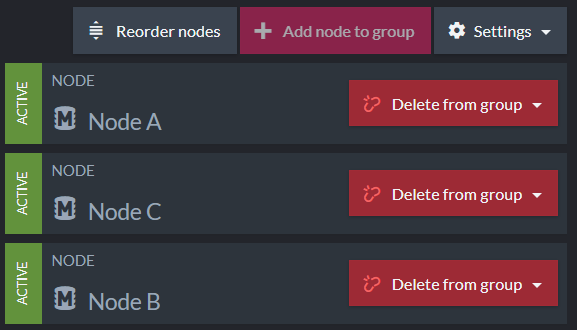 Reorder nodes
Add node to group
Settings
ACTIVE
NODE
Node A
Delete from group
ACTIVE
NODE
Node C
Delete from group
ACTIVE
NODE
Node B
Delete from group